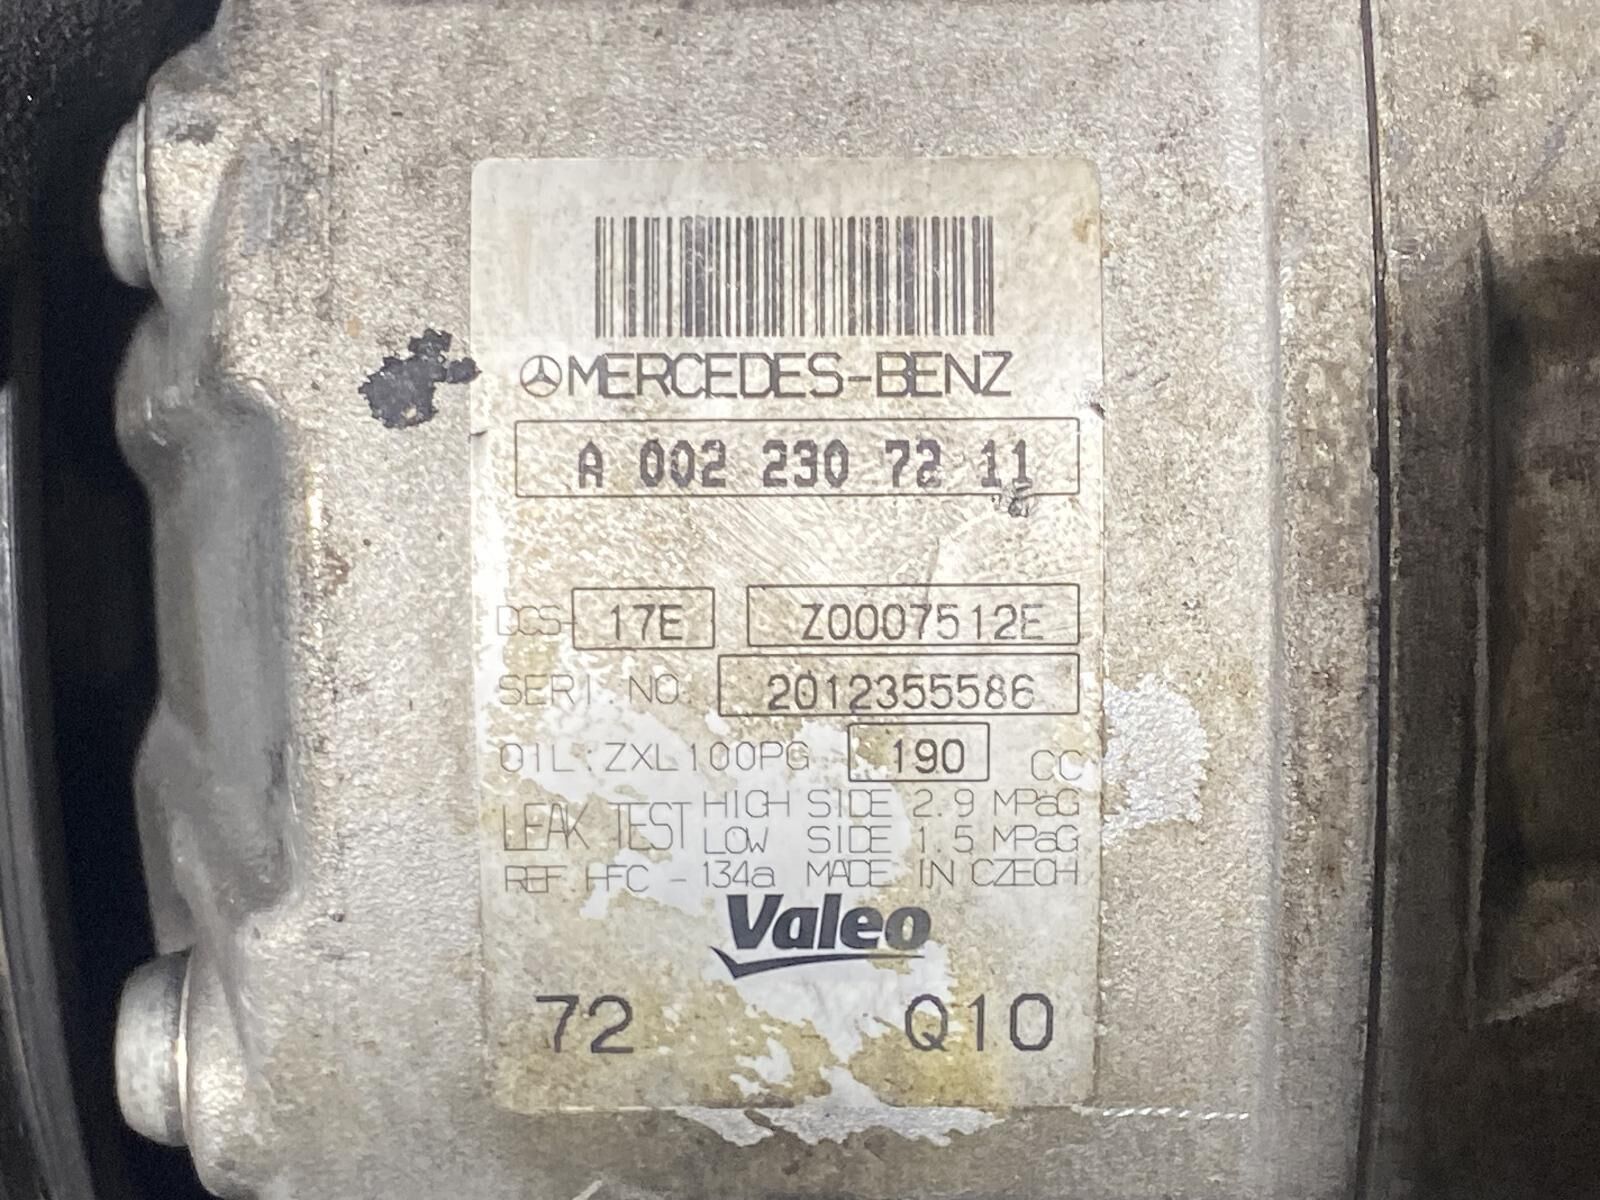 MERCEDES-BENZ
A 002 230 72 11
DCS- 17E Z0007512E
SERI. NO. 2012355586
OIL:ZXL100PG 190 CC
LEAK TEST HIGH SIDE 2.9 MPaG
LOW SIDE 1.5 MPaG
REF.HFC-134a MADE IN CZECH
Valeo
72 Q10